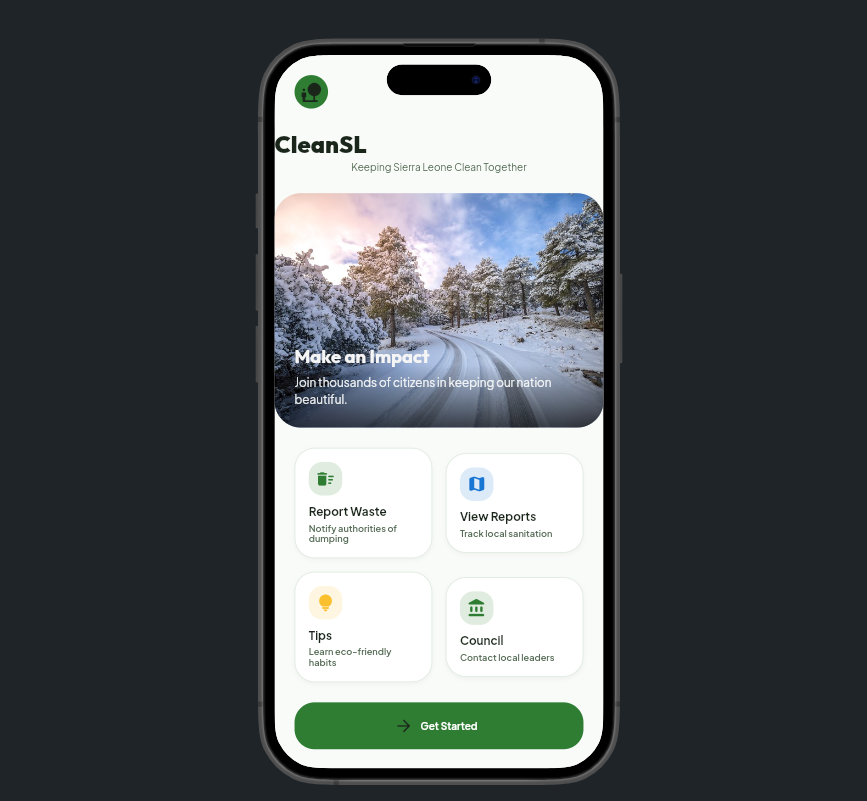 CleanSL
Keeping Sierra Leone Clean Together
Make an Impact
Join thousands of citizens in keeping our nation
beautiful.
Report Waste
Notify authorities of
dumping
View Reports
Track local sanitation
Tips
Learn eco-friendly
habits
Council
Contact local leaders
Get Started